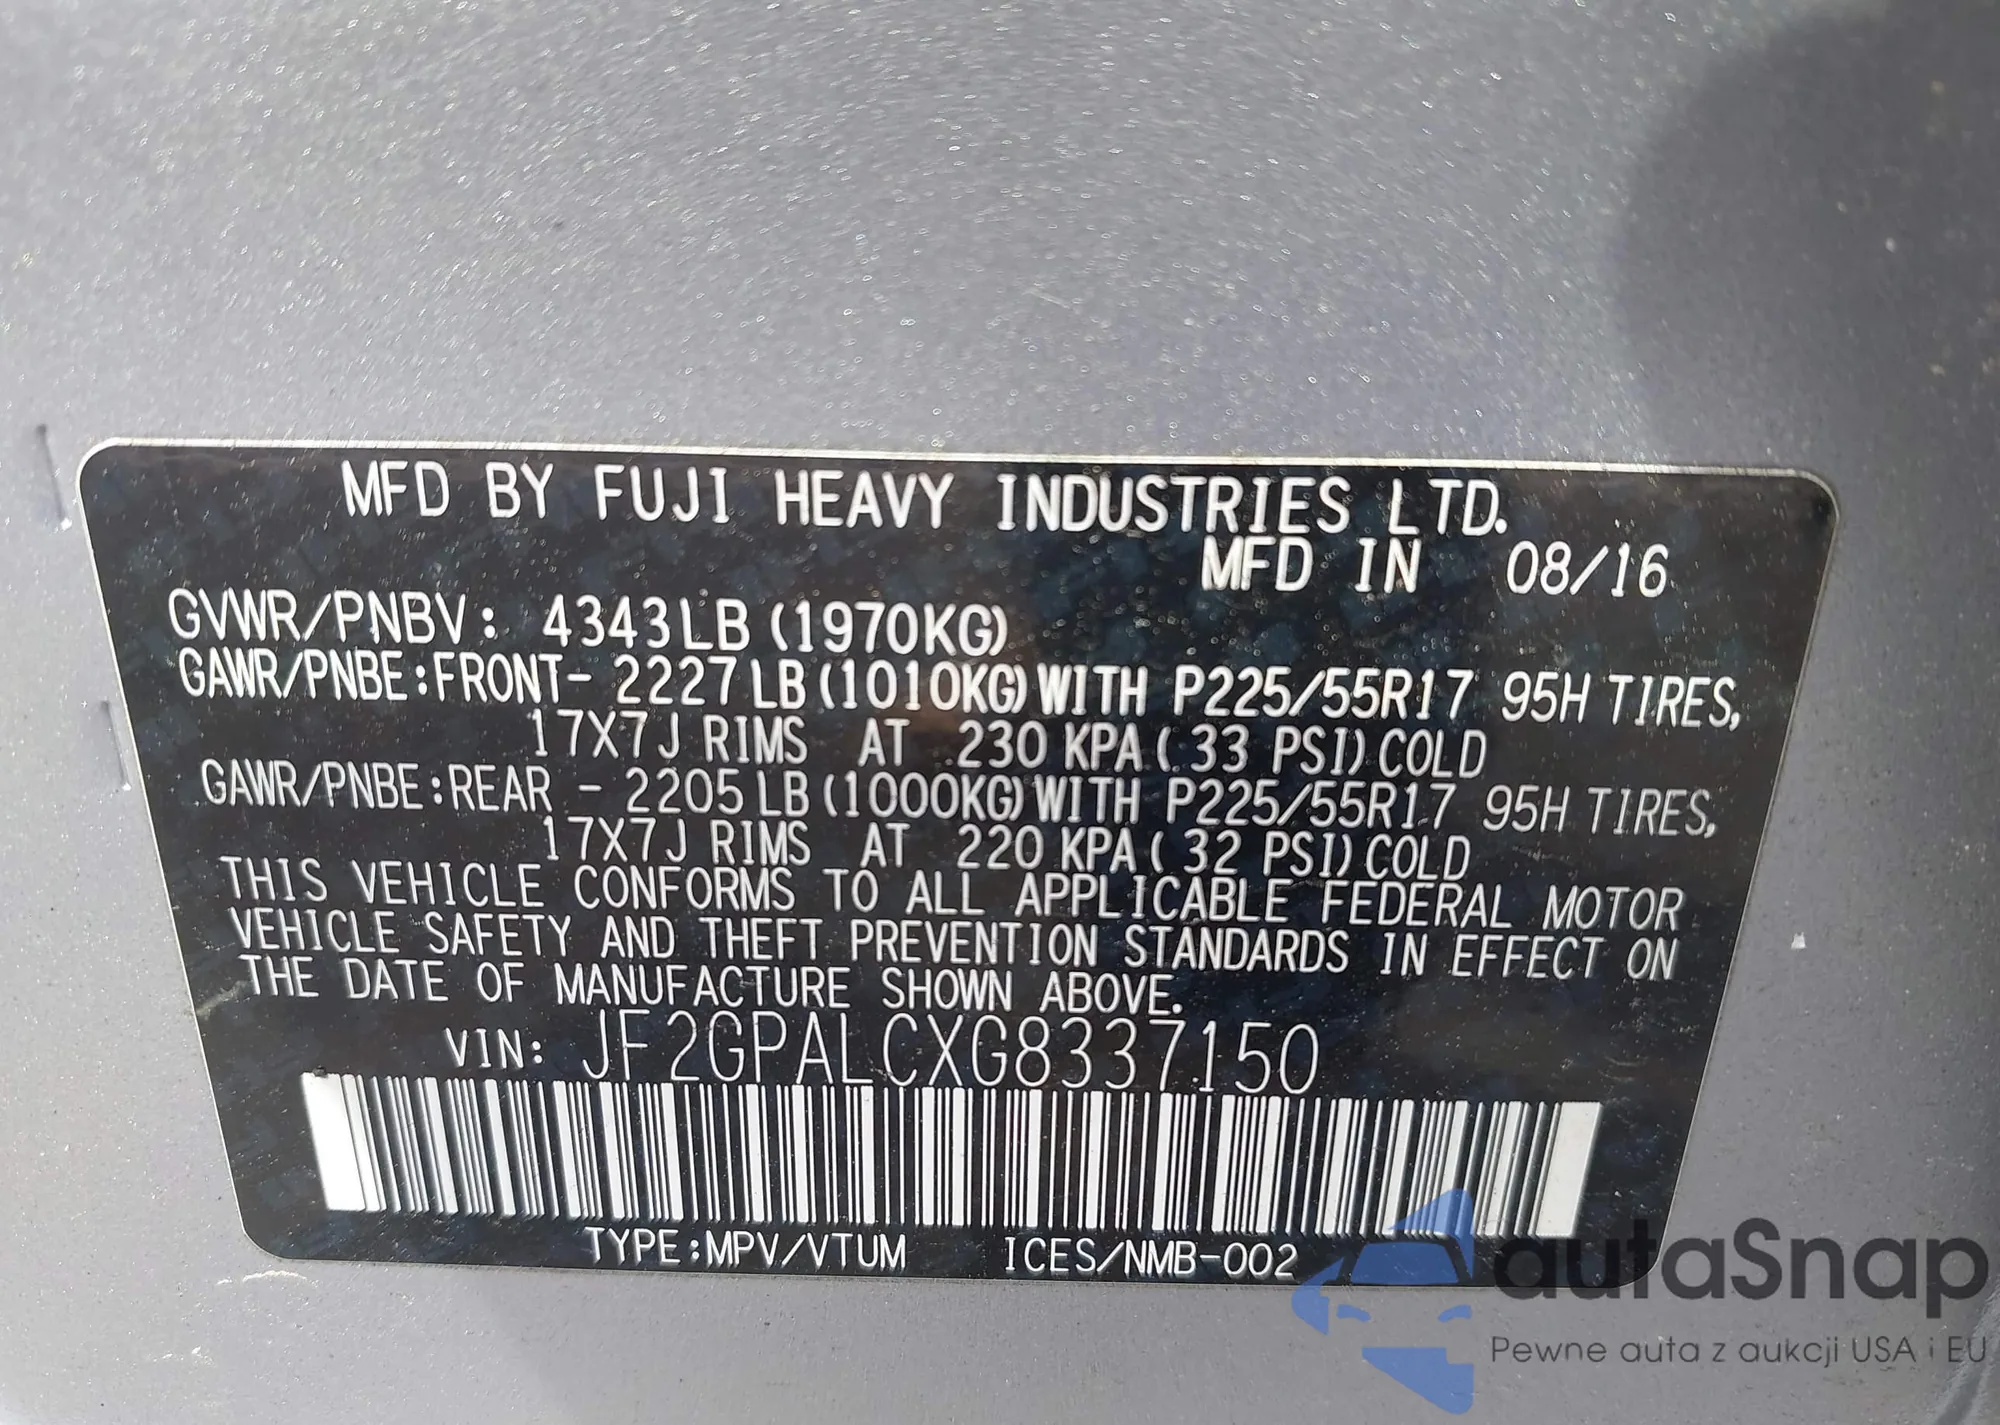 MFD BY FUJI HEAVY INDUSTRIES LTD.
MFD IN 08/16
GVWR/PNBV: 4343LB (1970KG)
GAWR/PNBE:FRONT- 2227LB (1010KG) WITH P225/55R17 95H TIRES,
17X7J RIMS AT 230 KPA ( 33 PSI) COLD
GAWR/PNBE:REAR - 2205LB (1000KG) WITH P225/55R17 95H TIRES,
17X7J RIMS AT 220 KPA ( 32 PSI) COLD
THIS VEHICLE CONFORMS TO ALL APPLICABLE FEDERAL MOTOR
VEHICLE SAFETY AND THEFT PREVENTION STANDARDS IN EFFECT ON
THE DATE OF MANUFACTURE SHOWN ABOVE.
VIN: JF2GPALCXG8337150
TYPE:MPV/VTUM ICES/NMB-002
autaSnap
Pewne auta z aukcji USA i EU